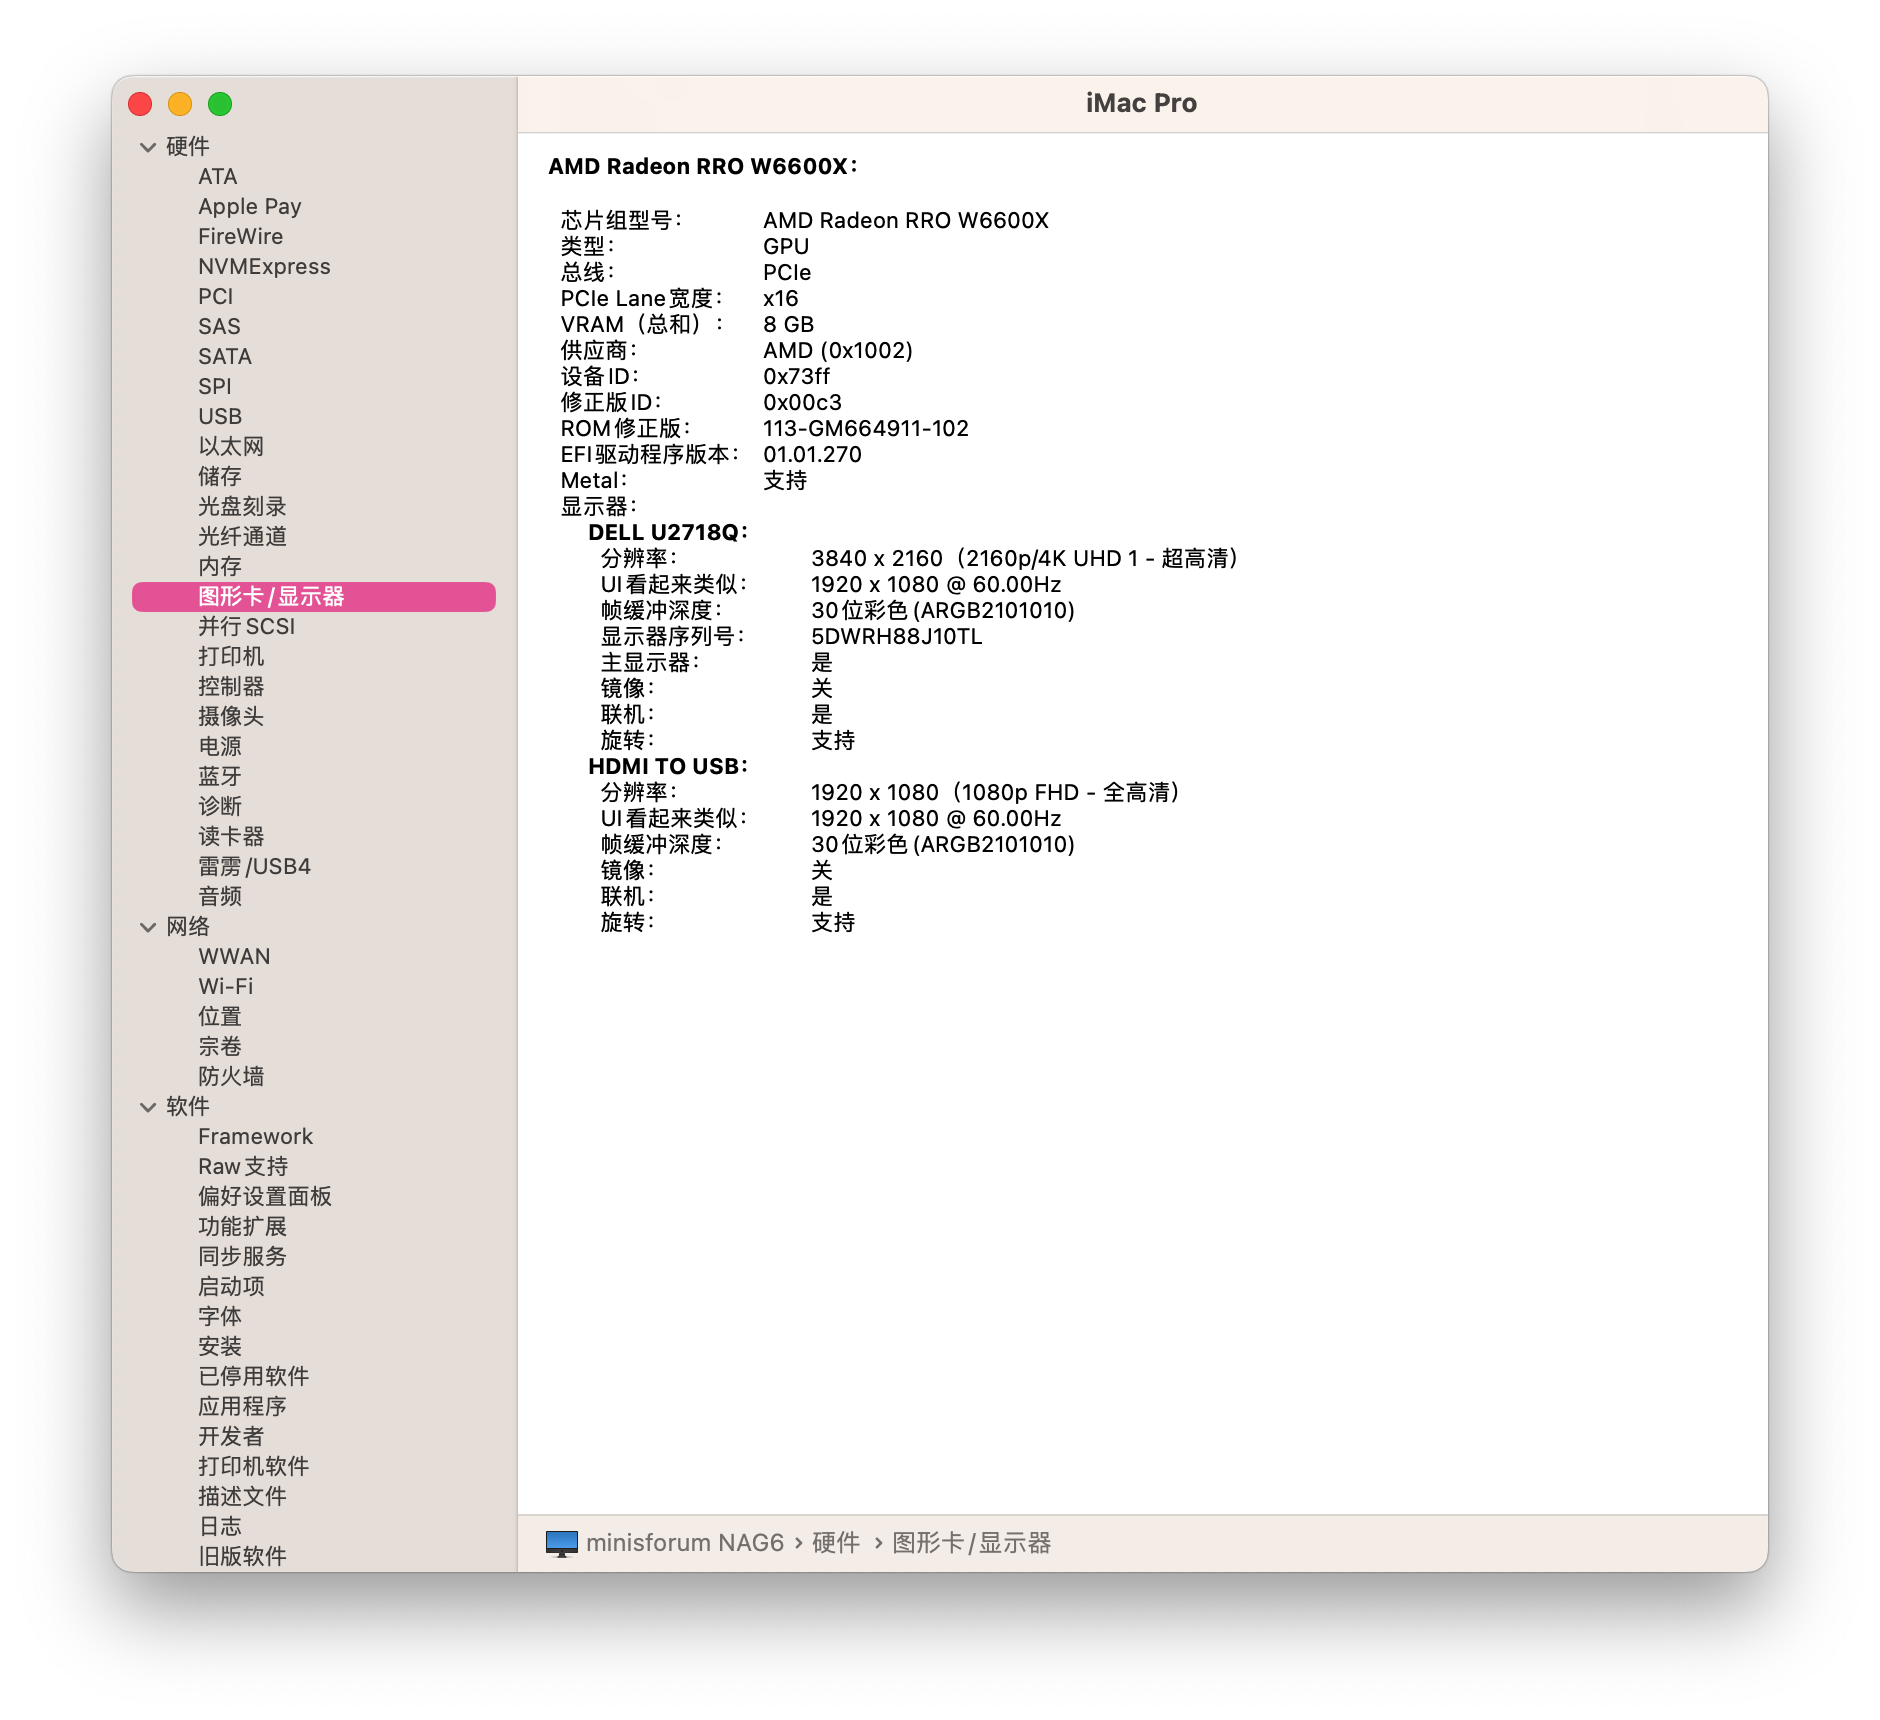 iMac Pro
硬件
ATA
Apple Pay
FireWire
NVMExpress
PCI
SAS
SATA
SPI
USB
以太网
储存
光盘刻录
光纤通道
内存
图形卡/显示器
并行SCSI
打印机
控制器
摄像头
电源
蓝牙
诊断
读卡器
雷雳/USB4
音频
网络
WWAN
Wi-Fi
位置
宗卷
防火墙
软件
Framework
Raw支持
偏好设置面板
功能扩展
同步服务
启动项
字体
安装
已停用软件
应用程序
开发者
打印机软件
描述文件
日志
旧版软件
AMD Radeon RRO W6600X：
芯片组型号： AMD Radeon RRO W6600X
类型： GPU
总线： PCIe
PCIe Lane宽度： x16
VRAM（总和）： 8 GB
供应商： AMD (0x1002)
设备ID： 0x73ff
修正版ID： 0x00c3
ROM修正版： 113-GM664911-102
EFI驱动程序版本： 01.01.270
Metal： 支持
显示器：
DELL U2718Q：
分辨率： 3840 x 2160（2160p/4K UHD 1 - 超高清）
UI看起来类似： 1920 x 1080 @ 60.00Hz
帧缓冲深度： 30位彩色 (ARGB2101010)
显示器序列号： 5DWRH88J10TL
主显示器： 是
镜像： 关
联机： 是
旋转： 支持
HDMI TO USB：
分辨率： 1920 x 1080（1080p FHD - 全高清）
UI看起来类似： 1920 x 1080 @ 60.00Hz
帧缓冲深度： 30位彩色 (ARGB2101010)
镜像： 关
联机： 是
旋转： 支持
minisforum NAG6 › 硬件 › 图形卡/显示器